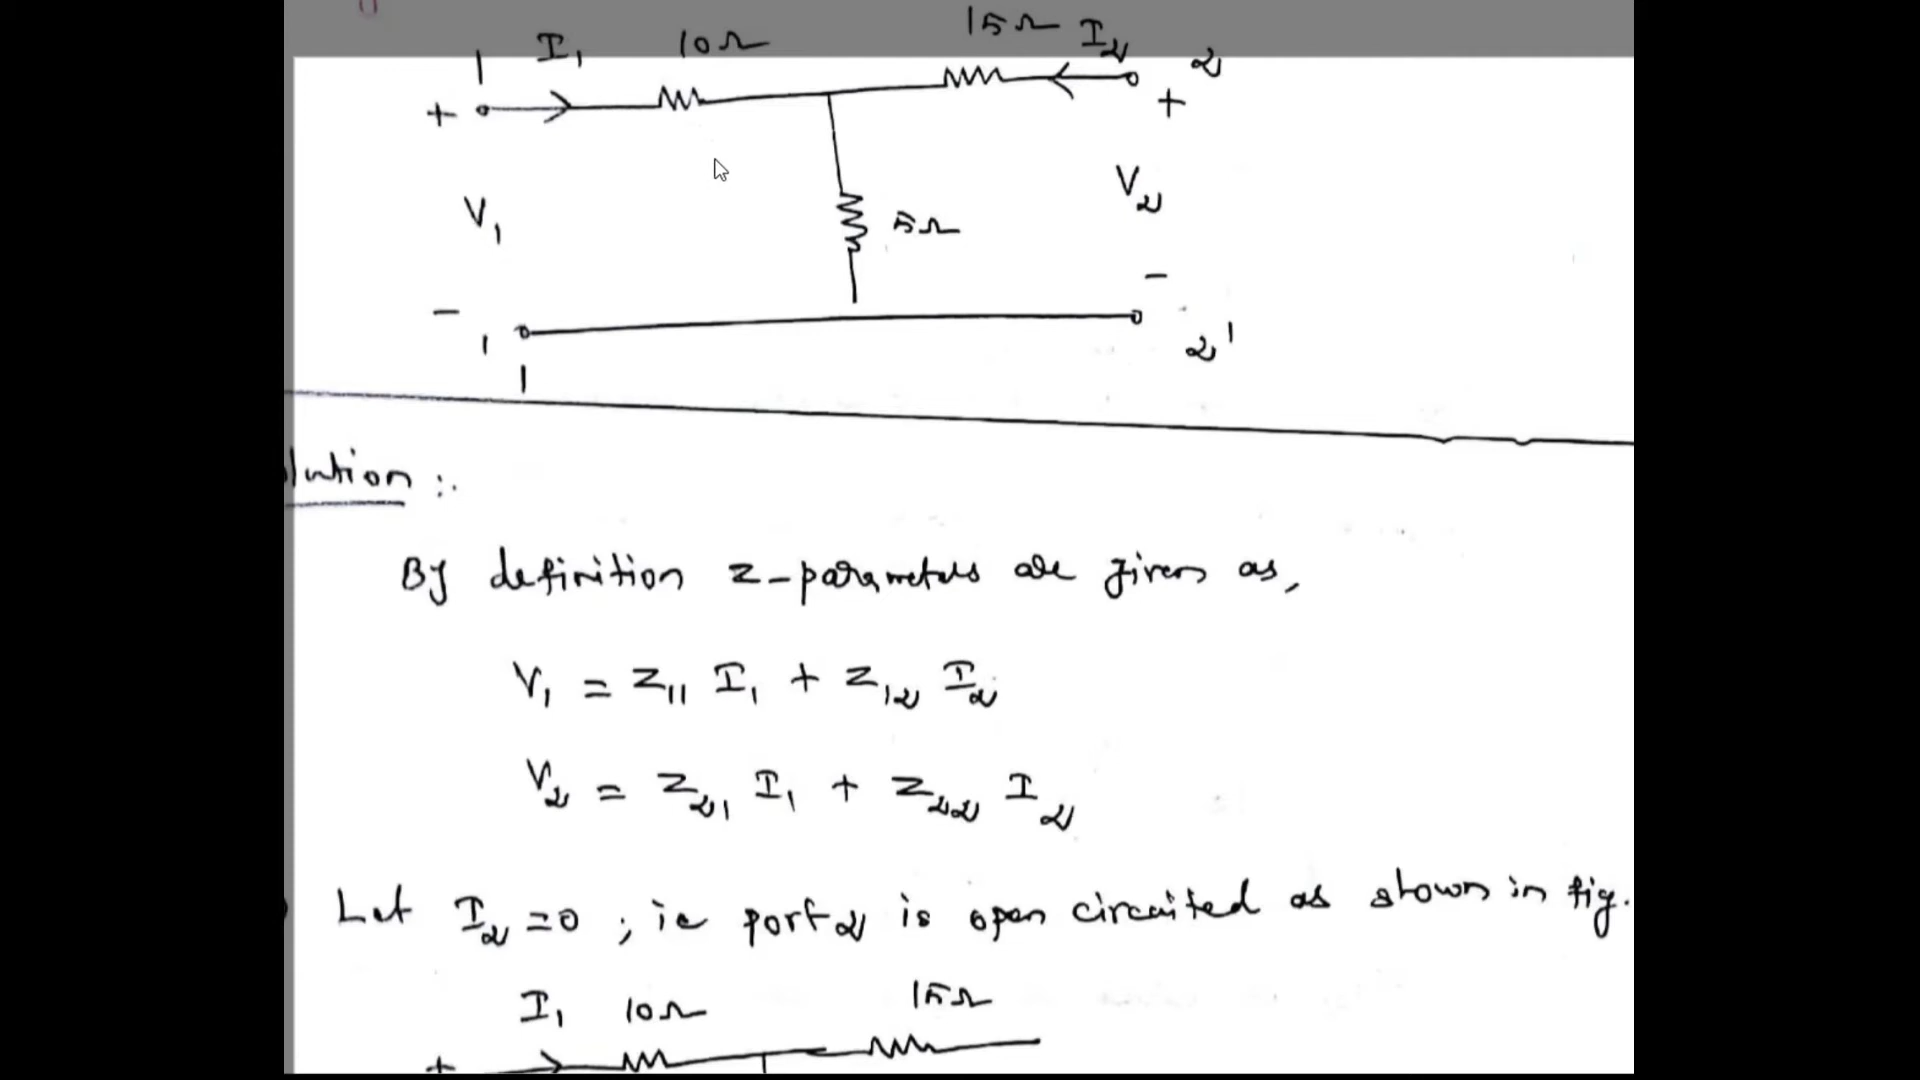 I1 10Ω 15Ω I2
1 2
+ +
V1 5Ω V2
- -
1' 2'
lution :.
By definition z-parameters are given as,
V1 = Z11 I1 + Z12 I2
V2 = Z21 I1 + Z22 I2
Let I2 = 0 ; ie port 2 is open circuited as shown in fig.
I1 10Ω 15Ω
+